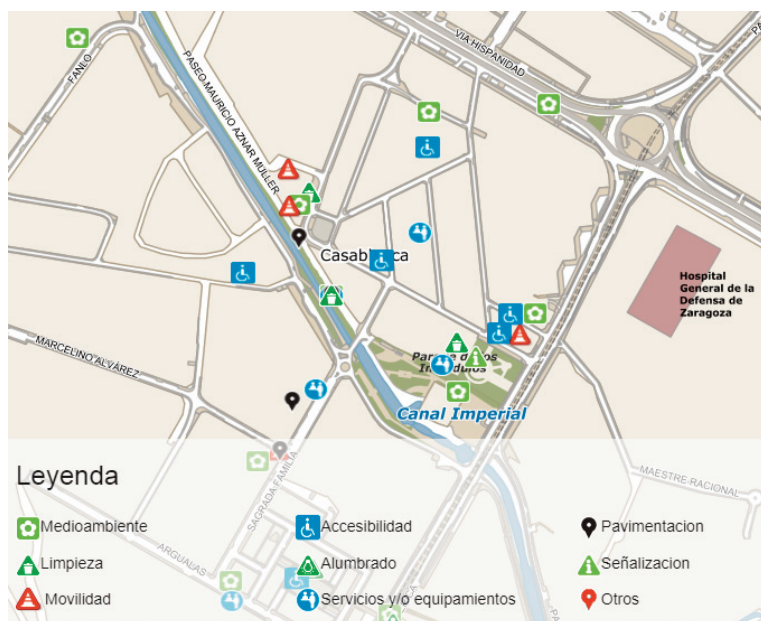 VIA HISPANIDAD
FANLO
PASEO MAURICIO AZNAR MULLER
Casablanca
Hospital
General de la
Defensa de
Zaragoza
MARCELINO ALVÁREZ
Canal Imperial
Leyenda
SAGRADA FAMILIA
MAESTRE RACIONAL
ARGUALAS
Medioambiente
Accesibilidad
Pavimentacion
Limpieza
Alumbrado
Señalizacion
Movilidad
Servicios y/o equipamientos
Otros